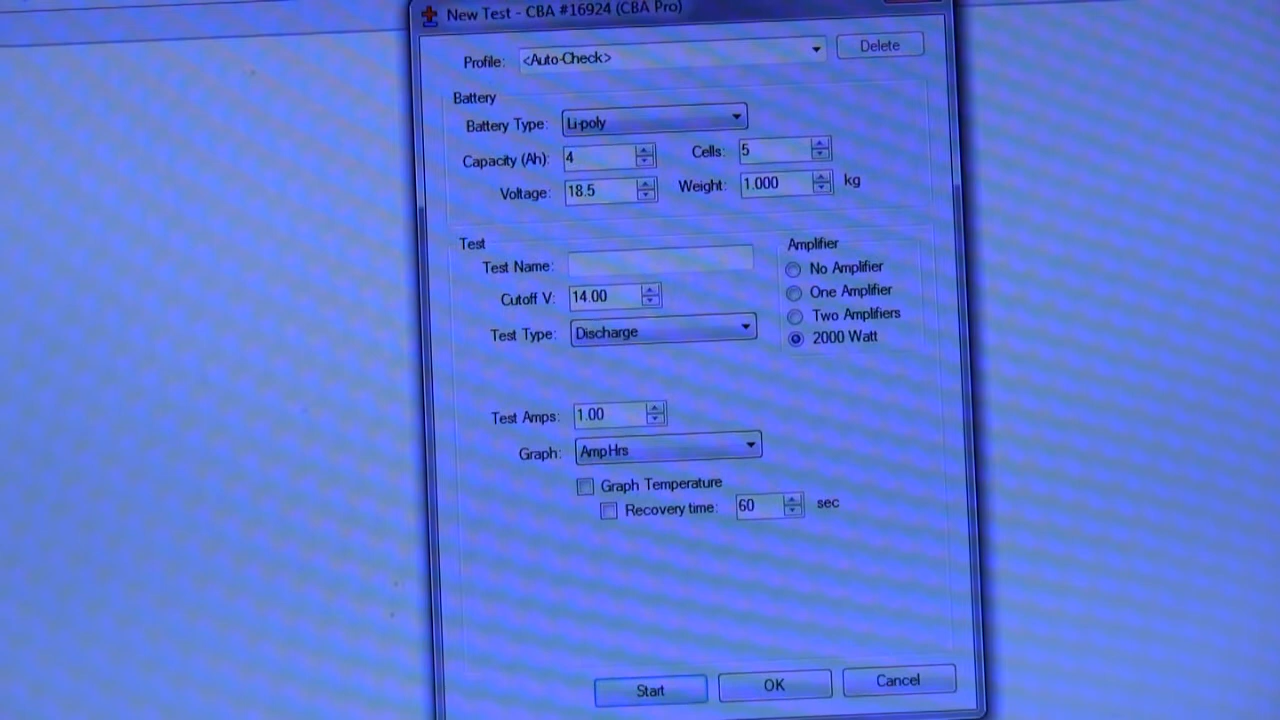 New Test - CBA #16924 (CBA Pro)
Profile: <Auto-Check> Delete
Battery
Battery Type: Li-poly
Capacity (Ah): 4 Cells: 5
Voltage: 18.5 Weight: 1.000 kg
Test
Test Name:
Cutoff V: 14.00
Test Type: Discharge
Amplifier
No Amplifier
One Amplifier
Two Amplifiers
2000 Watt
Test Amps: 1.00
Graph: AmpHrs
Graph Temperature
Recovery time: 60 sec
Start OK Cancel